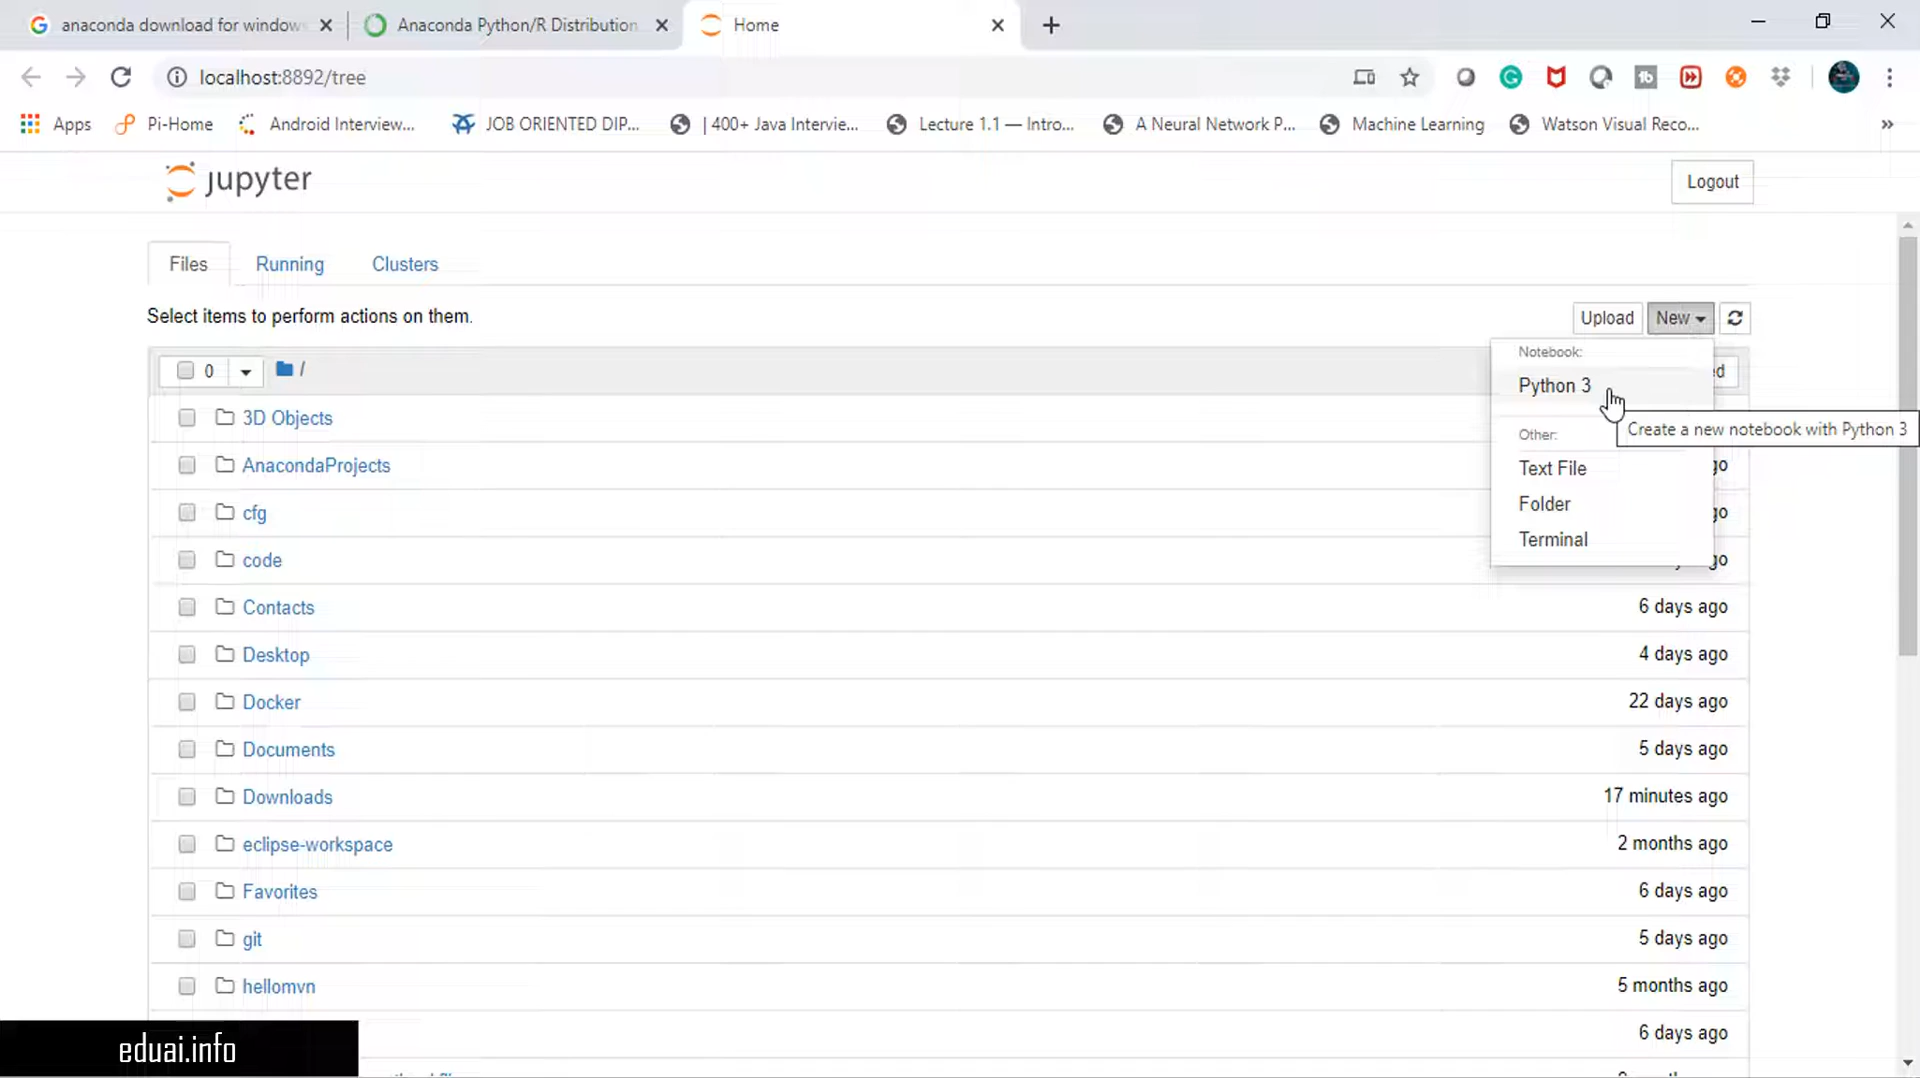 anaconda download for window
Anaconda Python/R Distribution
Home
localhost:8892/tree
Apps
Pi-Home
Android Interview...
JOB ORIENTED DIP...
| 400+ Java Intervie...
Lecture 1.1 — Intro...
A Neural Network P...
Machine Learning
Watson Visual Reco...
»
jupyter
Logout
Files
Running
Clusters
Select items to perform actions on them.
Upload
New
0
/
Notebook:
Python 3
Create a new notebook with Python 3
Other:
Text File
Folder
Terminal
3D Objects
AnacondaProjects
cfg
code
Contacts
6 days ago
Desktop
4 days ago
Docker
22 days ago
Documents
5 days ago
Downloads
17 minutes ago
eclipse-workspace
2 months ago
Favorites
6 days ago
git
5 days ago
hellomvn
5 months ago
6 days ago
eduai.info